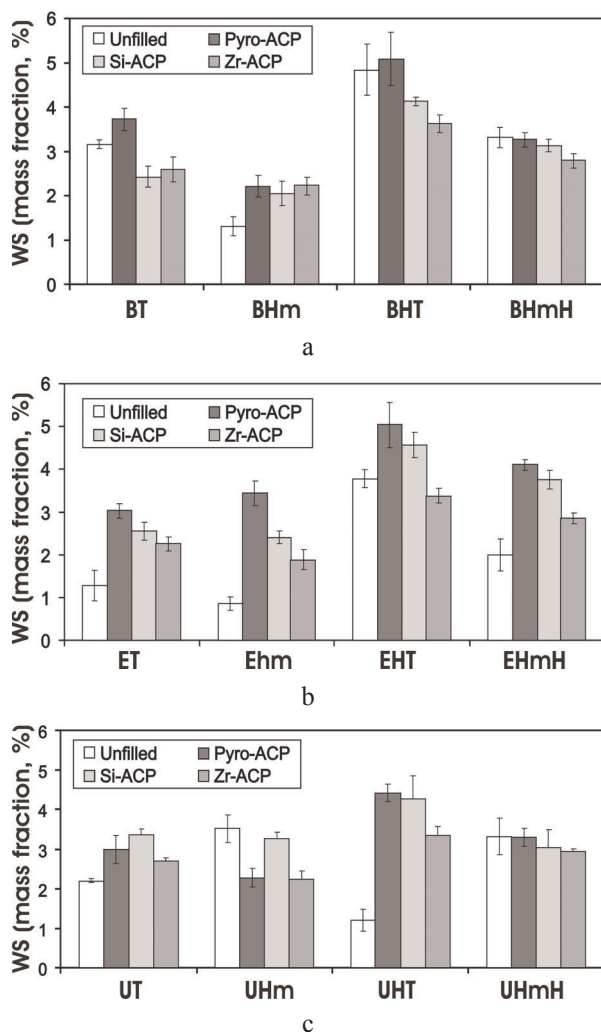 6
5
4
3
2
1
0
WS (mass fraction, %)
Unfilled Pyro-ACP
Si-ACP Zr-ACP
BT BHm BHT BHmH
a
6
5
4
3
2
1
0
WS (mass fraction, %)
Unfilled Pyro-ACP
Si-ACP Zr-ACP
ET Ehm EHT EHmH
b
6
5
4
3
2
1
0
WS (mass fraction, %)
Unfilled Pyro-ACP
Si-ACP Zr-ACP
UT UHm UHT UHmH
c